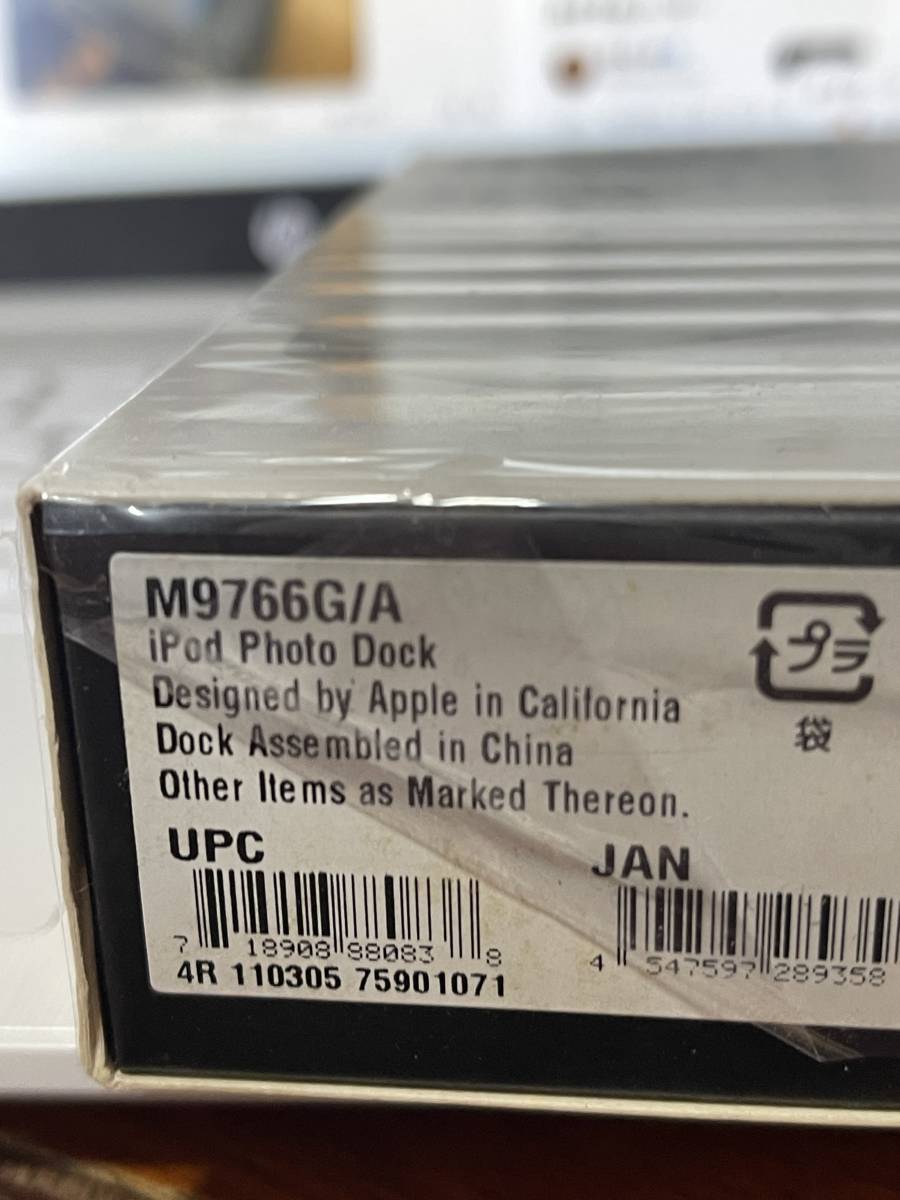 M9766G/A
iPod Photo Dock
Designed by Apple in California
Dock Assembled in China
Other Items as Marked Thereon.
プラ
袋
UPC
JAN
7 18908 88083 8
4 547597 289358
4R 110305 75901071